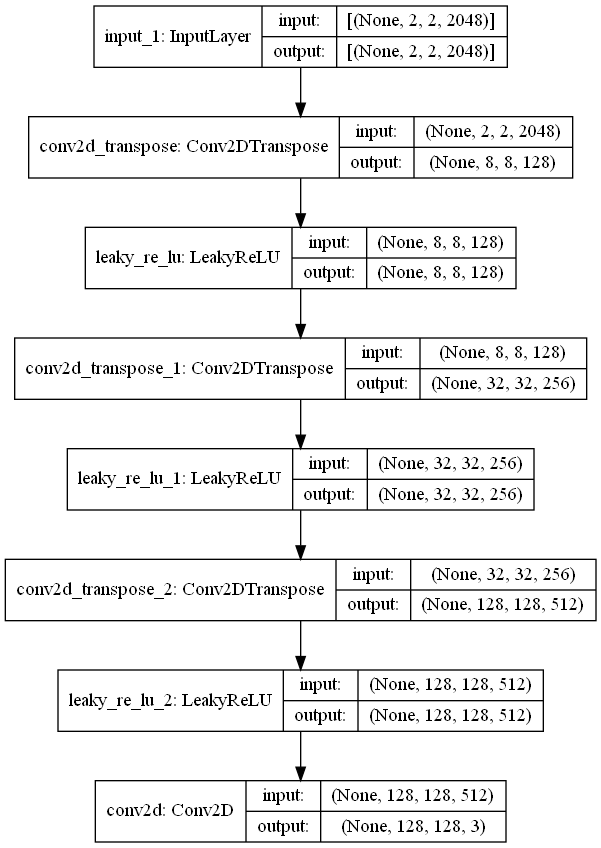 input_1: InputLayer
input: [(None, 2, 2, 2048)]
output: [(None, 2, 2, 2048)]
conv2d_transpose: Conv2DTranspose
input: (None, 2, 2, 2048)
output: (None, 8, 8, 128)
leaky_re_lu: LeakyReLU
input: (None, 8, 8, 128)
output: (None, 8, 8, 128)
conv2d_transpose_1: Conv2DTranspose
input: (None, 8, 8, 128)
output: (None, 32, 32, 256)
leaky_re_lu_1: LeakyReLU
input: (None, 32, 32, 256)
output: (None, 32, 32, 256)
conv2d_transpose_2: Conv2DTranspose
input: (None, 32, 32, 256)
output: (None, 128, 128, 512)
leaky_re_lu_2: LeakyReLU
input: (None, 128, 128, 512)
output: (None, 128, 128, 512)
conv2d: Conv2D
input: (None, 128, 128, 512)
output: (None, 128, 128, 3)